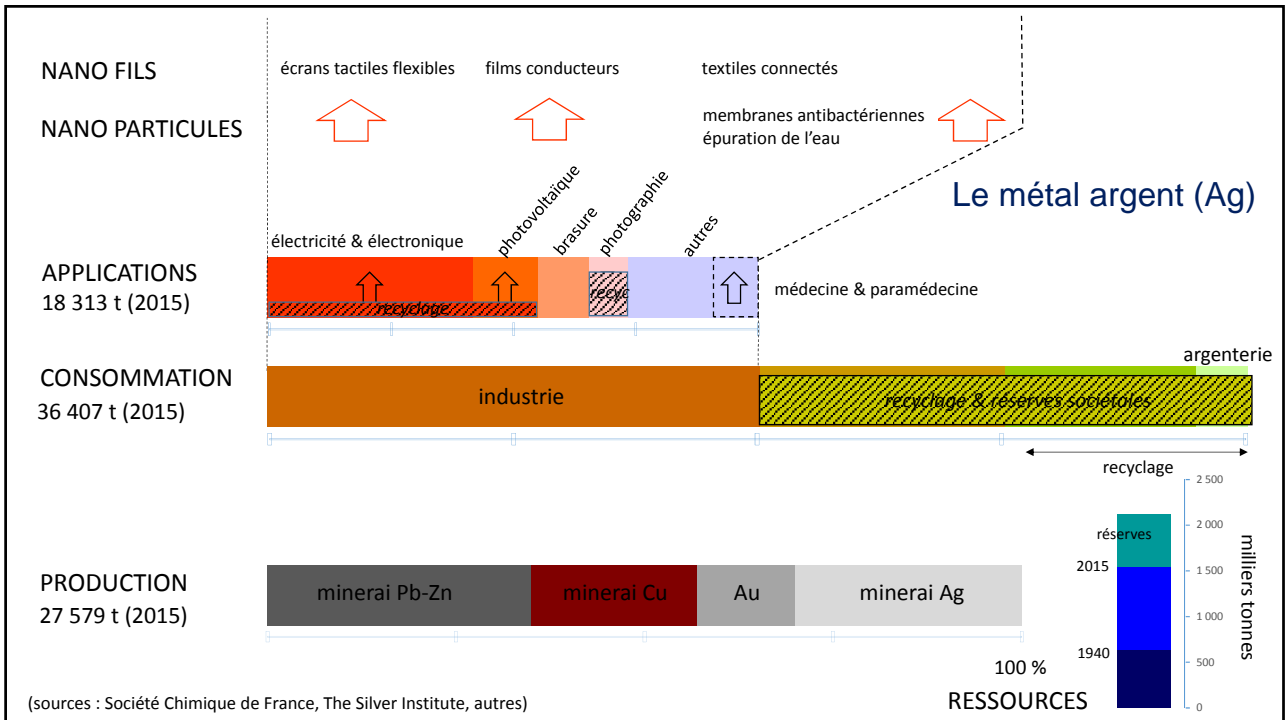 NANO FILS
écrans tactiles flexibles
films conducteurs
textiles connectés
NANO PARTICULES
membranes antibactériennes
épuration de l'eau
Le métal argent (Ag)
électricité & électronique
photovoltaïque
brasure
photographie
autres
APPLICATIONS
18 313 t (2015)
recyclage
recyc
médecine & paramédecine
argenterie
CONSOMMATION
36 407 t (2015)
industrie
recyclage & réserves sociétales
recyclage
PRODUCTION
27 579 t (2015)
minerai Pb-Zn
minerai Cu
Au
minerai Ag
100 %
RESSOURCES
réserves
2015
1940
2 500
2 000
1 500
1 000
500
0
milliers tonnes
(sources : Société Chimique de France, The Silver Institute, autres)